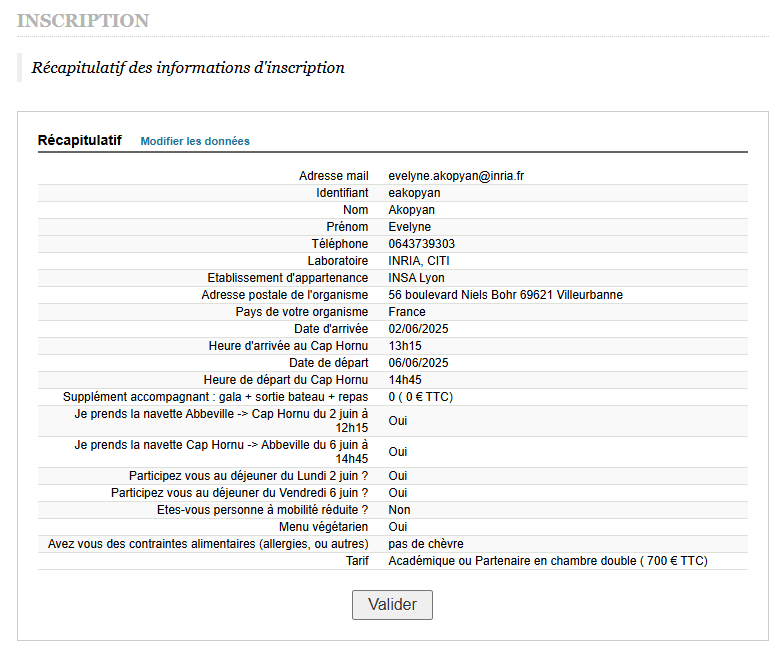 INSCRIPTION
Récapitulatif des informations d'inscription
Récapitulatif Modifier les données
Adresse mail evelyne.akopyan@inria.fr
Identifiant eakopyan
Nom Akopyan
Prénom Evelyne
Téléphone 0643739303
Laboratoire INRIA, CITI
Etablissement d'appartenance INSA Lyon
Adresse postale de l'organisme 56 boulevard Niels Bohr 69621 Villeurbanne
Pays de votre organisme France
Date d'arrivée 02/06/2025
Heure d'arrivée au Cap Hornu 13h15
Date de départ 06/06/2025
Heure de départ du Cap Hornu 14h45
Supplément accompagnant : gala + sortie bateau + repas 0 ( 0 € TTC)
Je prends la navette Abbeville -> Cap Hornu du 2 juin à
12h15 Oui
Je prends la navette Cap Hornu -> Abbeville du 6 juin à
14h45 Oui
Participez vous au déjeuner du Lundi 2 juin ? Oui
Participez vous au déjeuner du Vendredi 6 juin ? Oui
Etes-vous personne à mobilité réduite ? Non
Menu végétarien Oui
Avez vous des contraintes alimentaires (allergies, ou autres) pas de chèvre
Tarif Académique ou Partenaire en chambre double ( 700 € TTC)
Valider